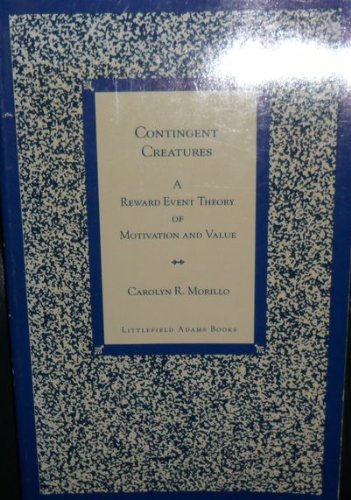 CONTINGENT
CREATURES
A
REWARD EVENT THEORY
OF
MOTIVATION AND VALUE
CAROLYN R. MORILLO
LITTLEFIELD ADAMS BOOKS